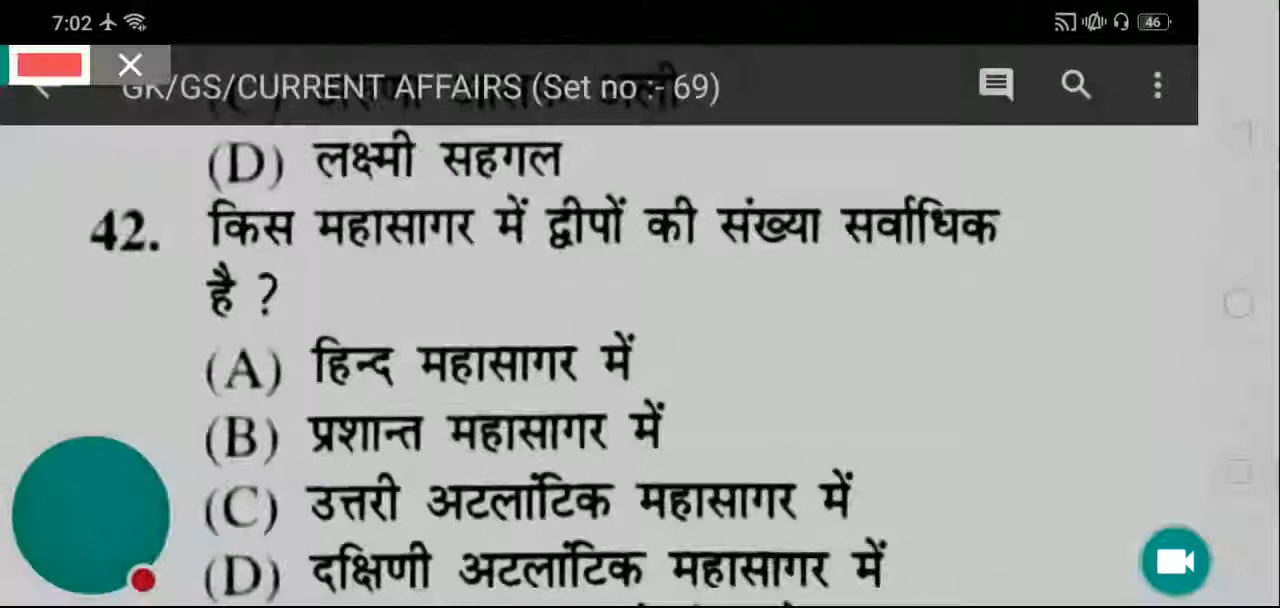 7:02
46
GK/GS/CURRENT AFFAIRS (Set no :- 69)
(D) लक्ष्मी सहगल
42. किस महासागर में द्वीपों की संख्या सर्वाधिक
है ?
(A) हिन्द महासागर में
(B) प्रशान्त महासागर में
(C) उत्तरी अटलांटिक महासागर में
(D) दक्षिणी अटलांटिक महासागर में